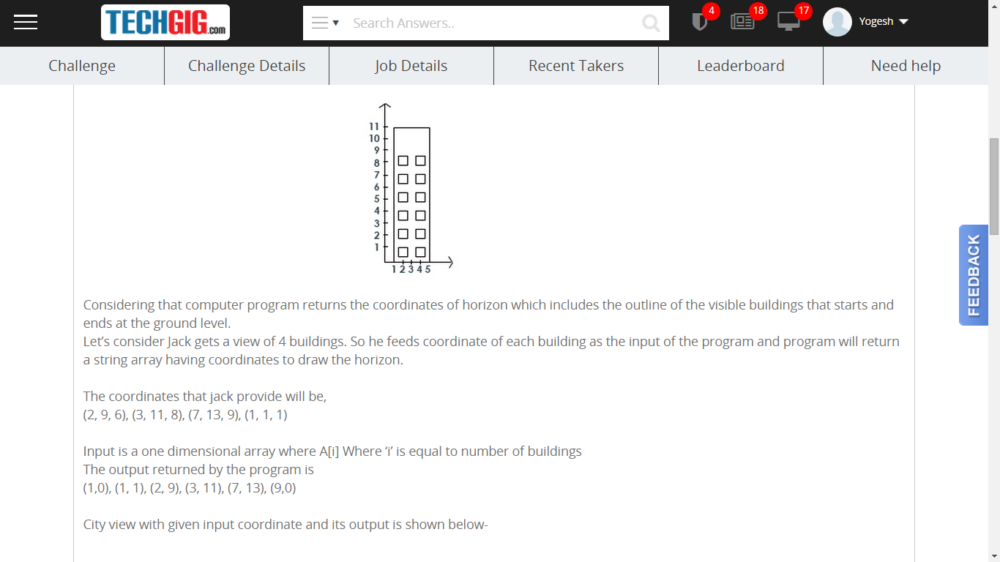 TECHGIG.com
Search Answers..
4
18
17
Yogesh
Challenge
Challenge Details
Job Details
Recent Takers
Leaderboard
Need help
11
10
9
8
7
6
5
4
3
2
1
1 2 3 4 5
Considering that computer program returns the coordinates of horizon which includes the outline of the visible buildings that starts and
ends at the ground level.
Let’s consider Jack gets a view of 4 buildings. So he feeds coordinate of each building as the input of the program and program will return
a string array having coordinates to draw the horizon.
The coordinates that jack provide will be,
(2, 9, 6), (3, 11, 8), (7, 13, 9), (1, 1, 1)
Input is a one dimensional array where A[i] Where ‘i’ is equal to number of buildings
The output returned by the program is
(1,0), (1, 1), (2, 9), (3, 11), (7, 13), (9,0)
City view with given input coordinate and its output is shown below-
FEEDBACK